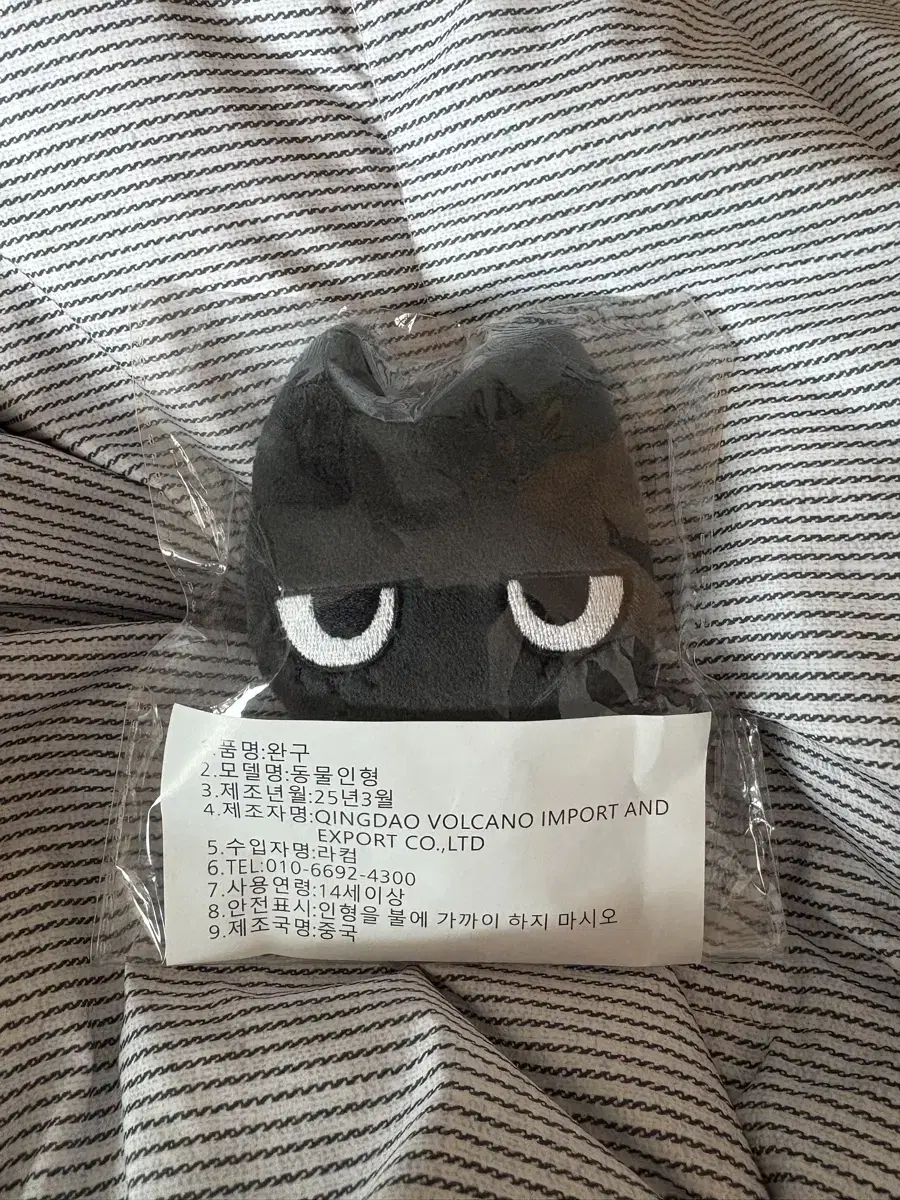 1.품명:완구
2.모델명:동물인형
3.제조년월:25년3월
4.제조자명:QINGDAO VOLCANO IMPORT AND
EXPORT CO.,LTD
5.수입자명:라컴
6.TEL:010-6692-4300
7.사용연령:14세이상
8.안전표시:인형을 불에 가까이 하지 마시오
9.제조국명:중국